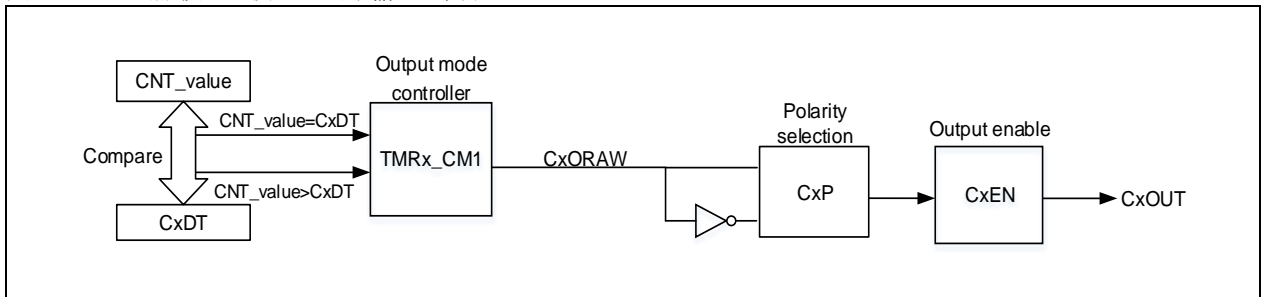 CNT_value
Compare
CxDT
CNT_value=CxDT
CNT_value>CxDT
Output mode
controller
TMRx_CM1
CxORAW
Polarity
selection
CxP
Output enable
CxEN
CxOUT